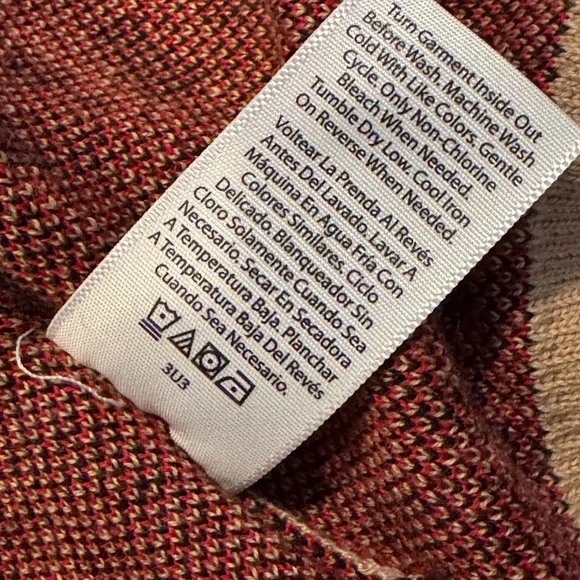 Turn Garment Inside Out
Before Wash. Machine Wash
Cold With Like Colors. Gentle
Cycle. Only Non-Chlorine
Bleach When Needed.
Tumble Dry Low. Cool Iron
On Reverse When Needed.
Voltear La Prenda Al Revés
Antes Del Lavado. Lavar A
Máquina En Agua Fría Con
Colores Similares. Ciclo
Delicado. Blanqueador Sin
Cloro Solamente Cuando Sea
Necesario. Secar En Secadora
A Temperatura Baja. Planchar
A Temperatura Baja Del Revés
Cuando Sea Necesario.
3U3